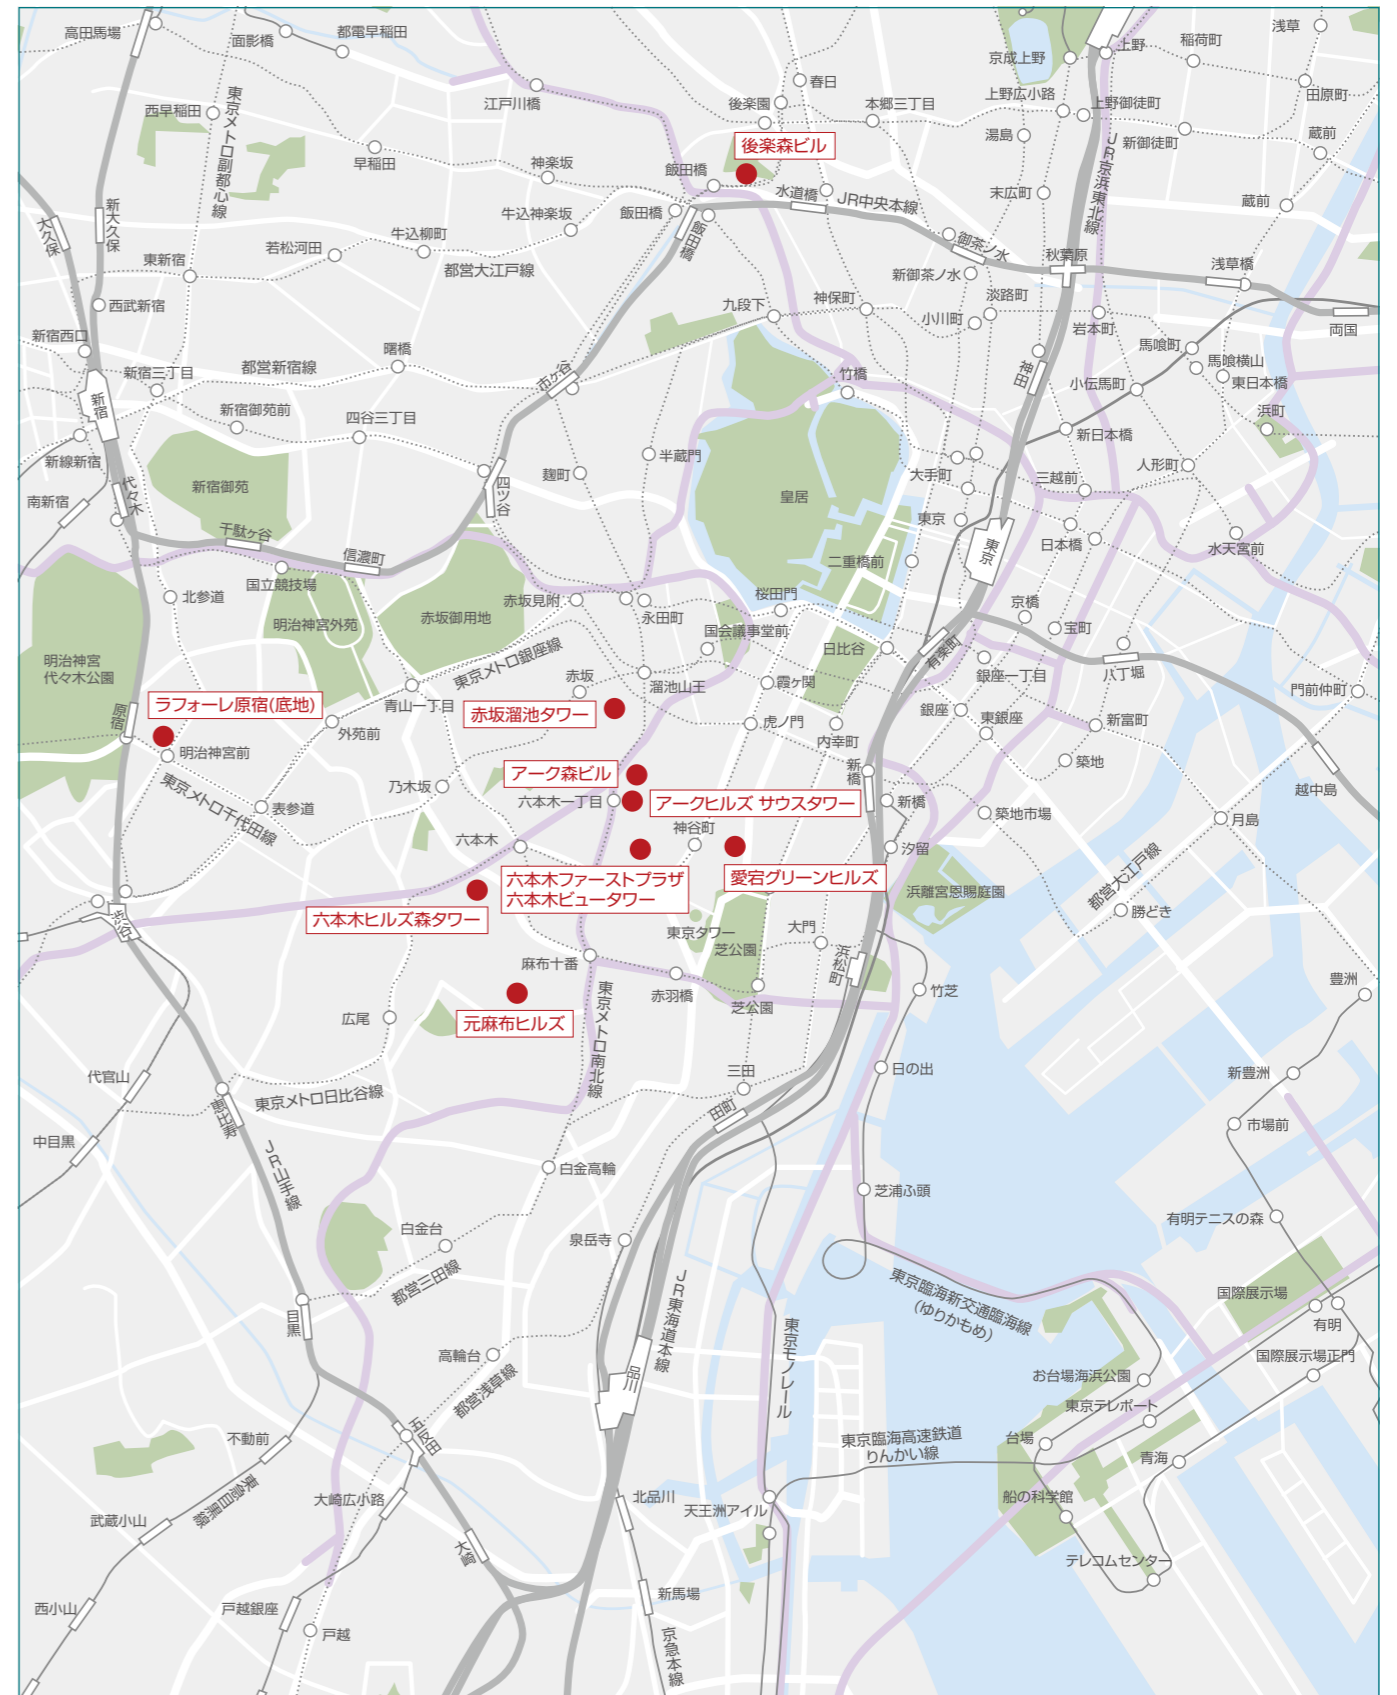 高田馬場
面影橋
都電早稲田
浅草
稲荷町
上野
京成上野
春日
江戸川橋
後楽園
本郷三丁目
上野広小路
上野御徒町
田原町
西早稲田
東京メトロ副都心線
早稲田
湯島
新御徒町
蔵前
後楽森ビル
神楽坂
飯田橋
水道橋
JR中央本線
末広町
JR京浜東北線
蔵前
新大久保
大久保
牛込神楽坂
飯田橋
飯田橋
若松河田
牛込柳町
東新宿
都営大江戸線
御茶ノ水
秋葉原
浅草橋
新御茶ノ水
西武新宿
九段下
神保町
淡路町
小川町
岩本町
両国
新宿西口
曙橋
都営新宿線
新宿三丁目
市ヶ谷
竹橋
神田
馬喰町
馬喰横山
東日本橋
小伝馬町
新宿
新宿御苑前
四谷三丁目
浜町
新日本橋
新線新宿
半蔵門
麹町
四ツ谷
大手町
三越前
人形町
代々木
南新宿
新宿御苑
皇居
東京
東京
日本橋
水天宮前
千駄ヶ谷
信濃町
国立競技場
二重橋前
北参道
明治神宮外苑
赤坂御用地
赤坂見附
永田町
桜田門
京橋
宝町
国会議事堂前
日比谷
有楽町
明治神宮
代々木公園
東京メトロ銀座線
赤坂
溜池山王
霞ヶ関
銀座一丁目
八丁堀
門前仲町
ラフォーレ原宿(底地)
原宿
青山一丁目
赤坂溜池タワー
外苑前
虎ノ門
内幸町
銀座
東銀座
新富町
明治神宮前
アーク森ビル
新橋
築地
越中島
乃木坂
東京メトロ千代田線
表参道
六本木一丁目
アークヒルズ サウスタワー
新橋
築地市場
月島
六本木
神谷町
汐留
六本木ファーストプラザ
六本木ビュータワー
愛宕グリーンヒルズ
浜離宮恩賜庭園
都営大江戸線
勝どき
渋谷
六本木ヒルズ森タワー
東京タワー
芝公園
大門
浜松町
麻布十番
赤羽橋
芝公園
竹芝
豊洲
元麻布ヒルズ
広尾
東京メトロ南北線
代官山
三田
日の出
新豊洲
東京メトロ日比谷線
恵比寿
田町
市場前
中目黒
JR山手線
白金高輪
芝浦ふ頭
有明テニスの森
白金台
泉岳寺
都営三田線
JR東海道本線
東京臨海新交通臨海線
(ゆりかもめ)
国際展示場
有明
目黒
東京モノレール
高輪台
都営浅草線
品川
国際展示場正門
お台場海浜公園
東京テレポート
台場
不動前
五反田
東京臨海高速鉄道
りんかい線
青海
東急目黒線
大崎広小路
北品川
天王洲アイル
船の科学館
武蔵小山
大崎
テレコムセンター
新馬場
西小山
戸越銀座
戸越
京急本線